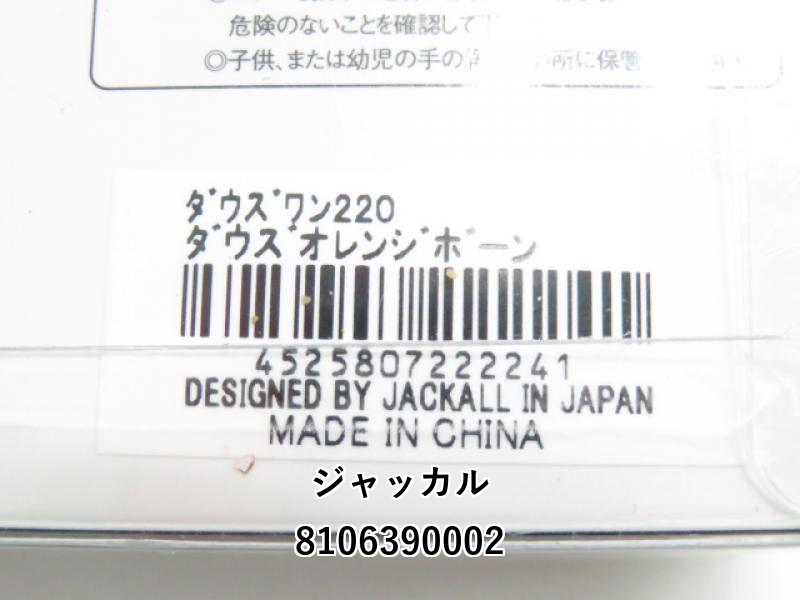 危険のないことを確認して
◎子供、または幼児の手の 所に保管
ダウズワン220
ダウズオレンジボーン
4525807222241
DESIGNED BY JACKALL IN JAPAN
MADE IN CHINA
ジャッカル
8106390002